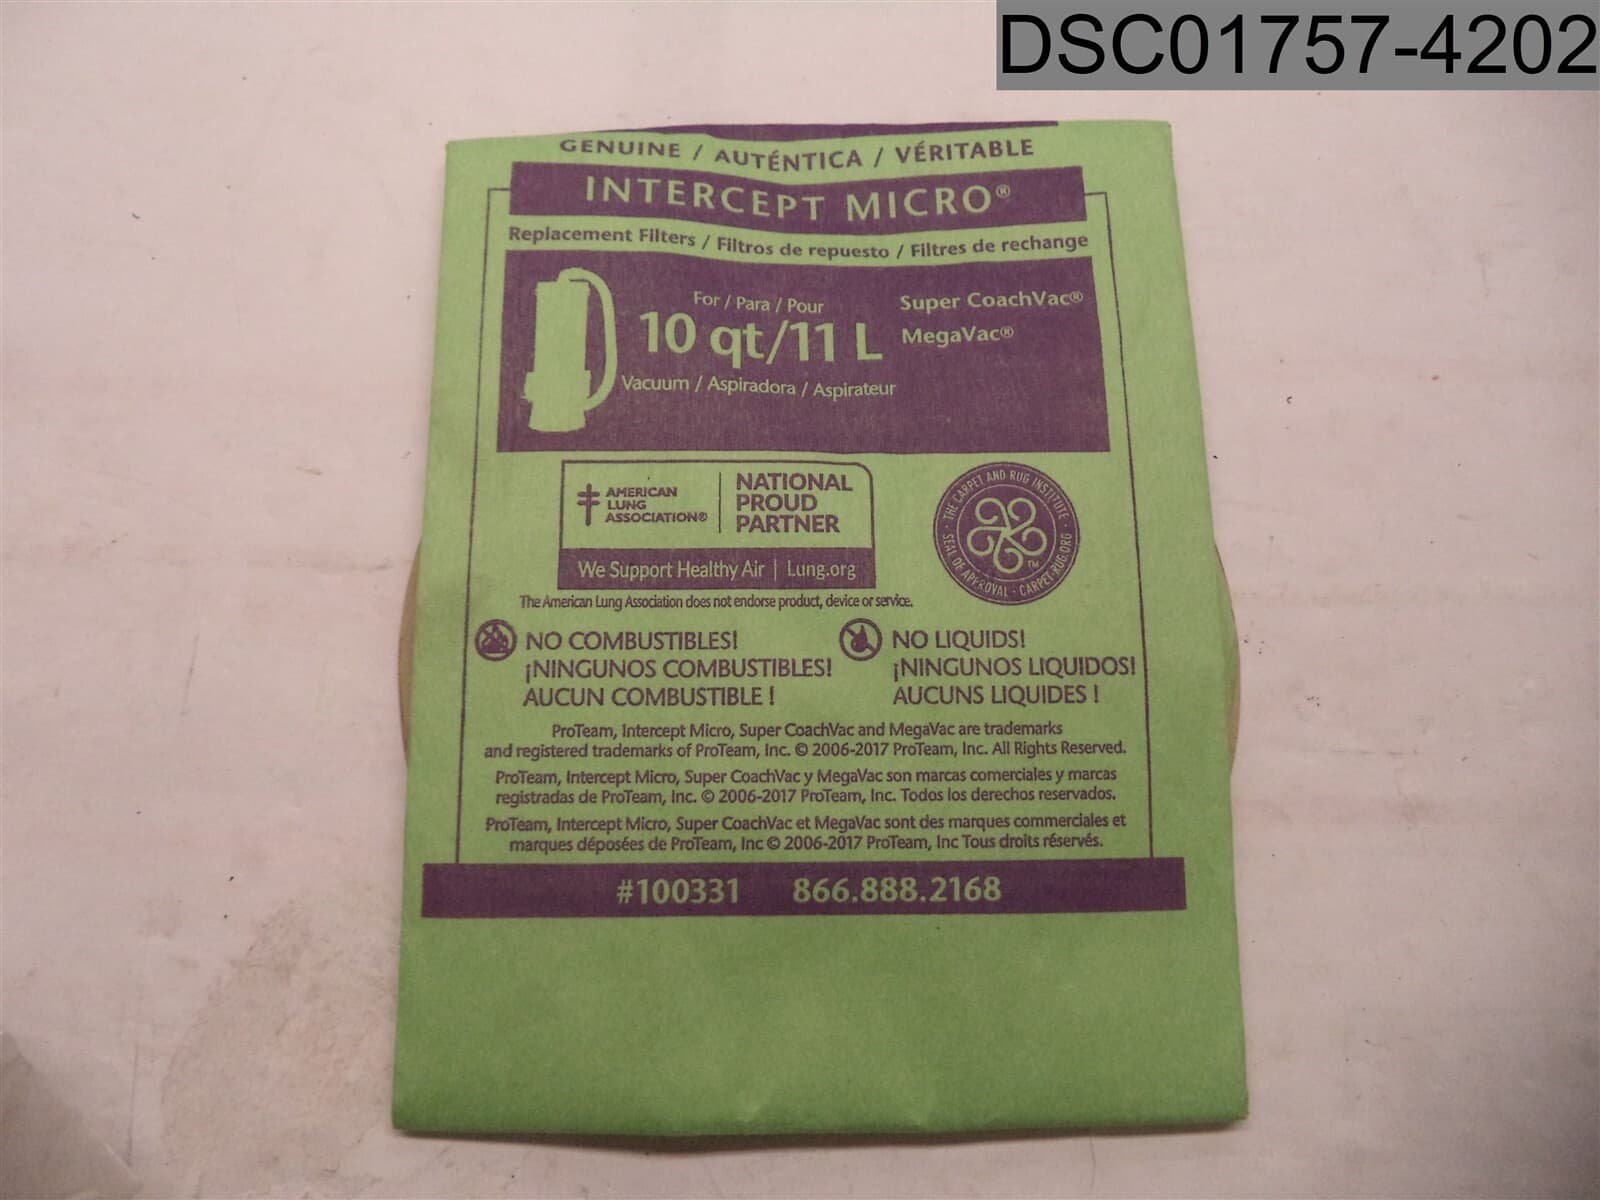 DSC01757-4202
GENUINE / AUTÉNTICA / VÉRITABLE
INTERCEPT MICRO®
Replacement Filters / Filtros de repuesto / Filtres de rechange
For / Para / Pour
10 qt/11 L
Vacuum / Aspiradora / Aspirateur
Super CoachVac®
MegaVac®
AMERICAN
LUNG
ASSOCIATION®
NATIONAL
PROUD
PARTNER
We Support Healthy Air | Lung.org
The American Lung Association does not endorse product, device or service.
THE CARPET AND RUG INSTITUTE · SEAL OF APPROVAL · CARPET-RUG.ORG ·
TM
NO COMBUSTIBLES!
¡NINGUNOS COMBUSTIBLES!
AUCUN COMBUSTIBLE !
NO LIQUIDS!
¡NINGUNOS LIQUIDOS!
AUCUNS LIQUIDES !
ProTeam, Intercept Micro, Super CoachVac and MegaVac are trademarks
and registered trademarks of ProTeam, Inc. © 2006-2017 ProTeam, Inc. All Rights Reserved.
ProTeam, Intercept Micro, Super CoachVac y MegaVac son marcas comerciales y marcas
registradas de ProTeam, Inc. © 2006-2017 ProTeam, Inc. Todos los derechos reservados.
ProTeam, Intercept Micro, Super CoachVac et MegaVac sont des marques commerciales et
marques déposées de ProTeam, Inc © 2006-2017 ProTeam, Inc Tous droits réservés.
#100331 866.888.2168